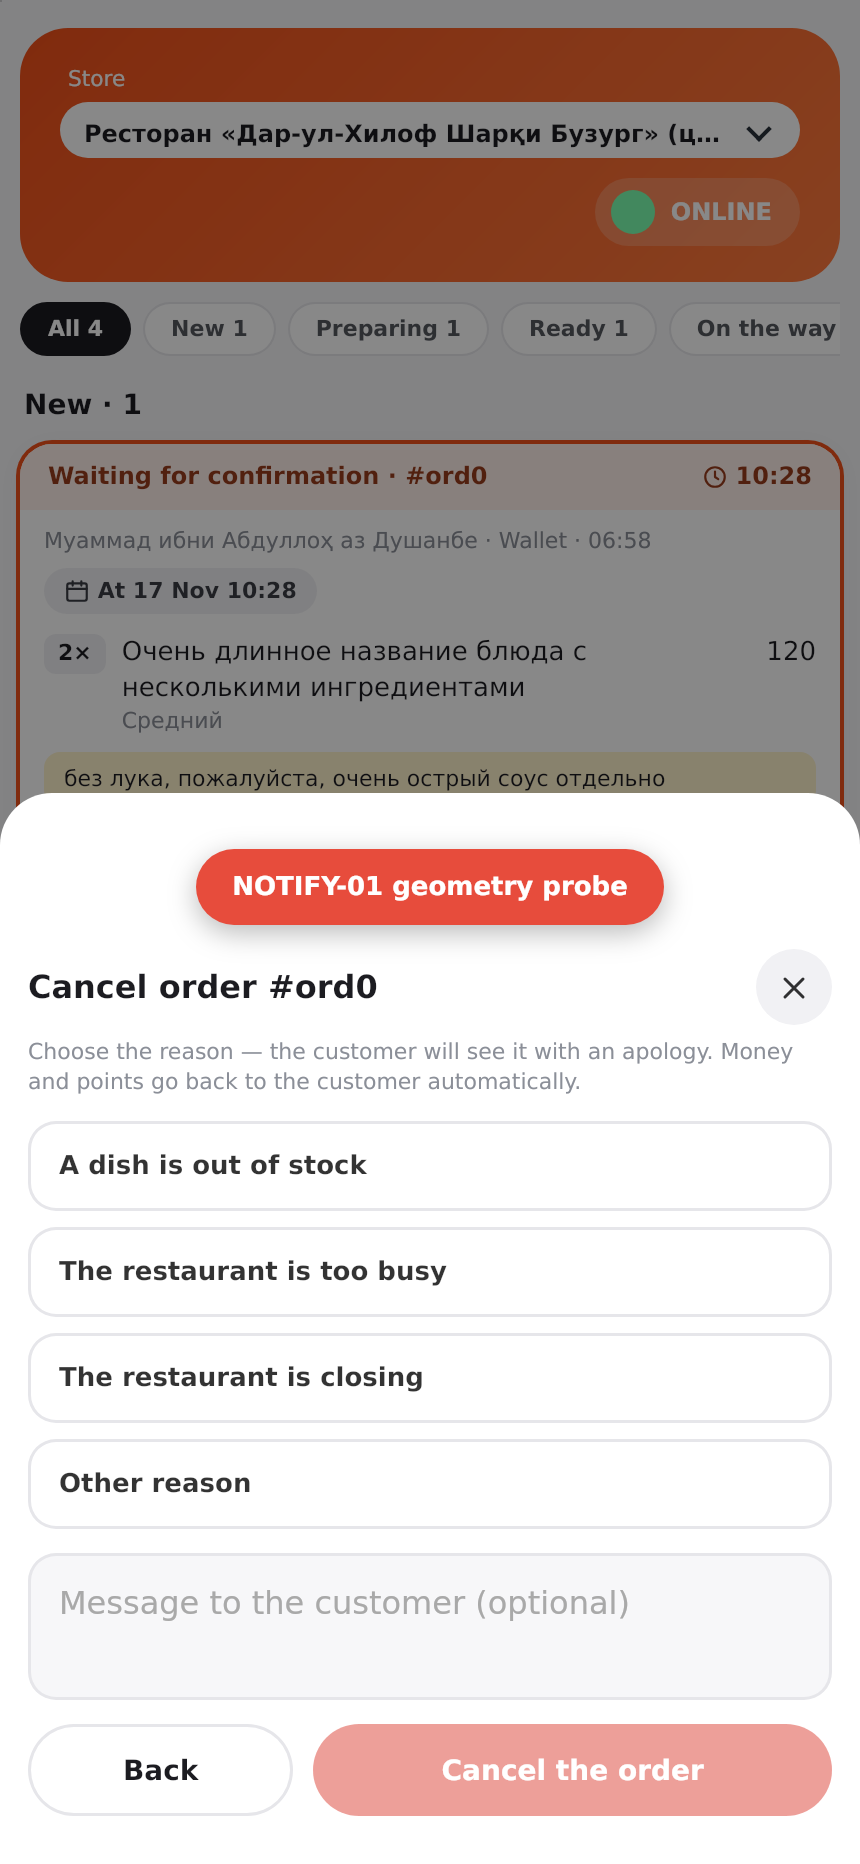 Store
Ресторан «Дар-ул-Хилоф Шарқи Бузург» (ц...
ONLINE
All 4
New 1
Preparing 1
Ready 1
On the way
New · 1
Waiting for confirmation · #ord0
10:28
Муаммад ибни Абдуллоҳ аз Душанбе · Wallet · 06:58
At 17 Nov 10:28
2×
Очень длинное название блюда с
120
несколькими ингредиентами
Средний
без лука, пожалуйста, очень острый соус отдельно
NOTIFY-01 geometry probe
Cancel order #ord0
Choose the reason — the customer will see it with an apology. Money
and points go back to the customer automatically.
A dish is out of stock
The restaurant is too busy
The restaurant is closing
Other reason
Message to the customer (optional)
Back
Cancel the order